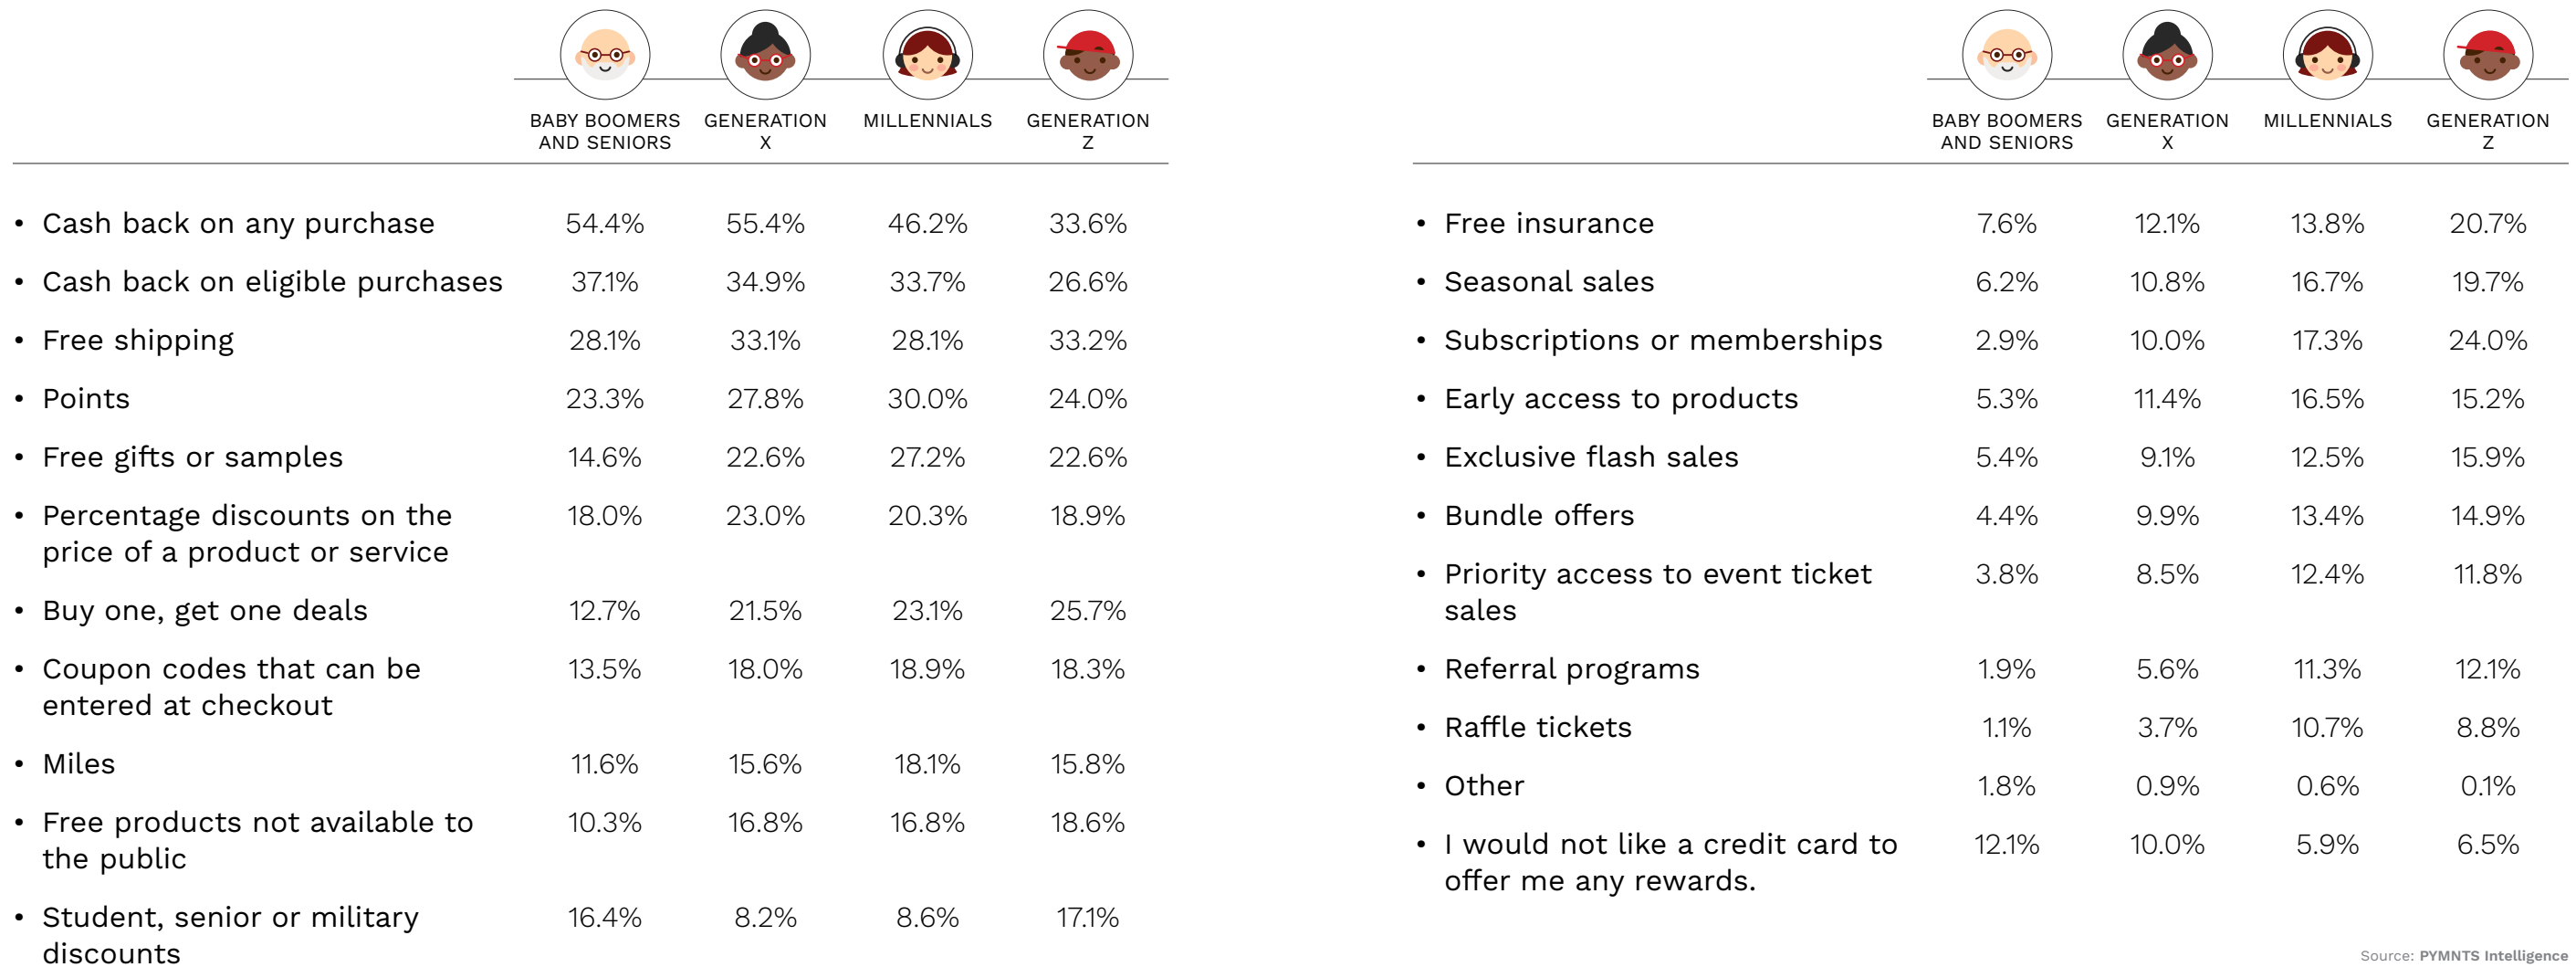 BABY BOOMERS AND SENIORS GENERATION X MILLENNIALS GENERATION Z
• Cash back on any purchase 54.4% 55.4% 46.2% 33.6%
• Cash back on eligible purchases 37.1% 34.9% 33.7% 26.6%
• Free shipping 28.1% 33.1% 28.1% 33.2%
• Points 23.3% 27.8% 30.0% 24.0%
• Free gifts or samples 14.6% 22.6% 27.2% 22.6%
• Percentage discounts on the 18.0% 23.0% 20.3% 18.9%
price of a product or service
• Buy one, get one deals 12.7% 21.5% 23.1% 25.7%
• Coupon codes that can be 13.5% 18.0% 18.9% 18.3%
entered at checkout
• Miles 11.6% 15.6% 18.1% 15.8%
• Free products not available to 10.3% 16.8% 16.8% 18.6%
the public
• Student, senior or military 16.4% 8.2% 8.6% 17.1%
discounts
BABY BOOMERS AND SENIORS GENERATION X MILLENNIALS GENERATION Z
• Free insurance 7.6% 12.1% 13.8% 20.7%
• Seasonal sales 6.2% 10.8% 16.7% 19.7%
• Subscriptions or memberships 2.9% 10.0% 17.3% 24.0%
• Early access to products 5.3% 11.4% 16.5% 15.2%
• Exclusive flash sales 5.4% 9.1% 12.5% 15.9%
• Bundle offers 4.4% 9.9% 13.4% 14.9%
• Priority access to event ticket 3.8% 8.5% 12.4% 11.8%
sales
• Referral programs 1.9% 5.6% 11.3% 12.1%
• Raffle tickets 1.1% 3.7% 10.7% 8.8%
• Other 1.8% 0.9% 0.6% 0.1%
• I would not like a credit card to 12.1% 10.0% 5.9% 6.5%
offer me any rewards.
Source: PYMNTS Intelligence